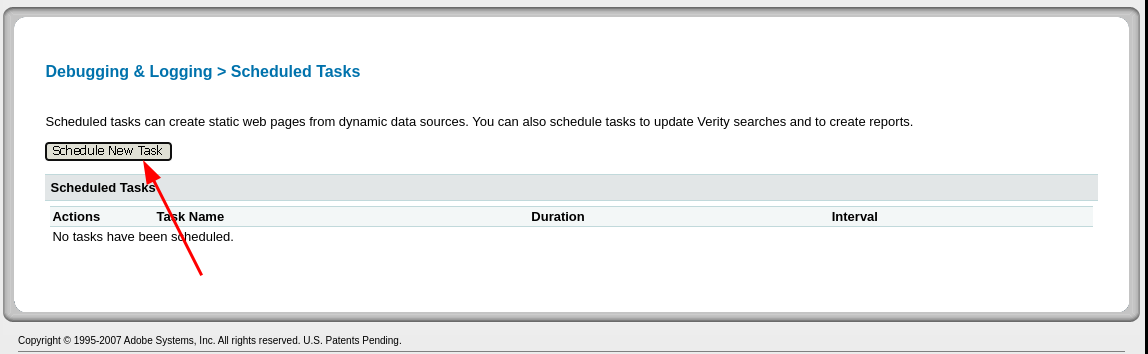 Debugging & Logging > Scheduled Tasks
Scheduled tasks can create static web pages from dynamic data sources. You can also schedule tasks to update Verity searches and to create reports.
Schedule New Task
Scheduled Tasks
Actions Task Name Duration Interval
No tasks have been scheduled.
Copyright © 1995-2007 Adobe Systems, Inc. All rights reserved. U.S. Patents Pending.